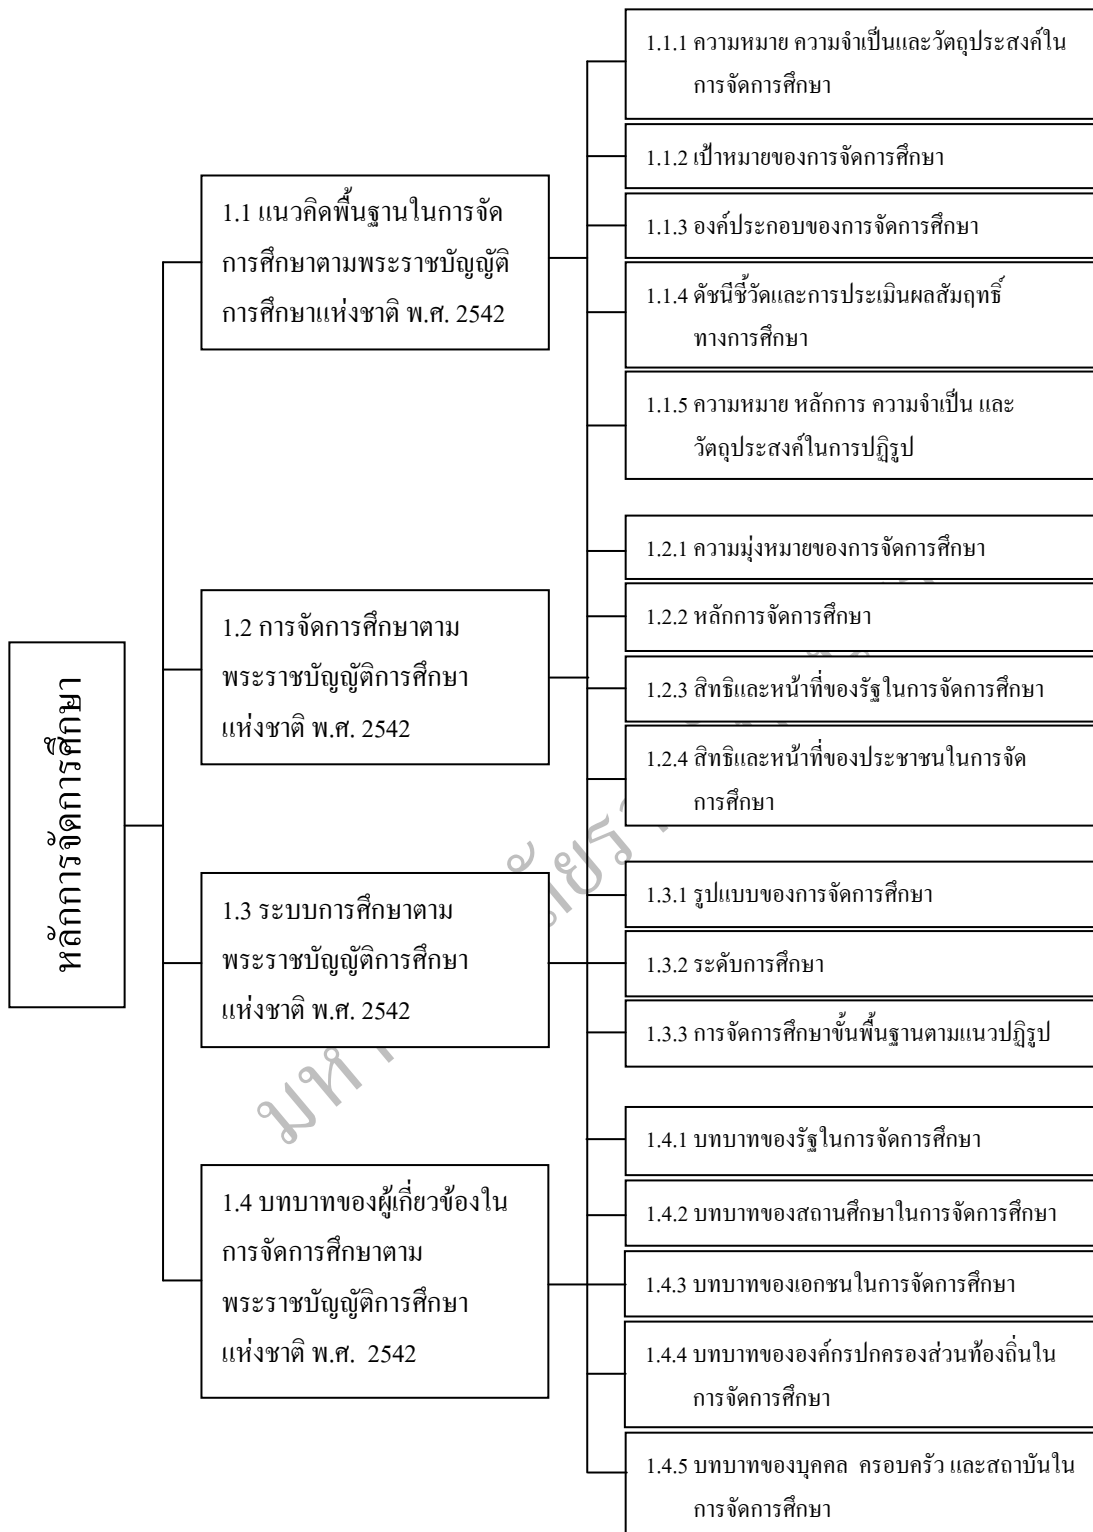 หลักการจัดการศึกษา
1.1 แนวคิดพื้นฐานในการจัด
การศึกษาตามพระราชบัญญัติ
การศึกษาแห่งชาติ พ.ศ. 2542
1.1.1 ความหมาย ความจำเป็นและวัตถุประสงค์ใน
การจัดการศึกษา
1.1.2 เป้าหมายของการจัดการศึกษา
1.1.3 องค์ประกอบของการจัดการศึกษา
1.1.4 ดัชนีชี้วัดและการประเมินผลสัมฤทธิ์
ทางการศึกษา
1.1.5 ความหมาย หลักการ ความจำเป็น และ
วัตถุประสงค์ในการปฏิรูป
1.2 การจัดการศึกษาตาม
พระราชบัญญัติการศึกษา
แห่งชาติ พ.ศ. 2542
1.2.1 ความมุ่งหมายของการจัดการศึกษา
1.2.2 หลักการจัดการศึกษา
1.2.3 สิทธิและหน้าที่ของรัฐในการจัดการศึกษา
1.2.4 สิทธิและหน้าที่ของประชาชนในการจัด
การศึกษา
1.3 ระบบการศึกษาตาม
พระราชบัญญัติการศึกษา
แห่งชาติ พ.ศ. 2542
1.3.1 รูปแบบของการจัดการศึกษา
1.3.2 ระดับการศึกษา
1.3.3 การจัดการศึกษาขั้นพื้นฐานตามแนวปฏิรูป
1.4 บทบาทของผู้เกี่ยวข้องใน
การจัดการศึกษาตาม
พระราชบัญญัติการศึกษา
แห่งชาติ พ.ศ. 2542
1.4.1 บทบาทของรัฐในการจัดการศึกษา
1.4.2 บทบาทของสถานศึกษาในการจัดการศึกษา
1.4.3 บทบาทของเอกชนในการจัดการศึกษา
1.4.4 บทบาทขององค์กรปกครองส่วนท้องถิ่นใน
การจัดการศึกษา
1.4.5 บทบาทของบุคคล ครอบครัว และสถาบันใน
การจัดการศึกษา